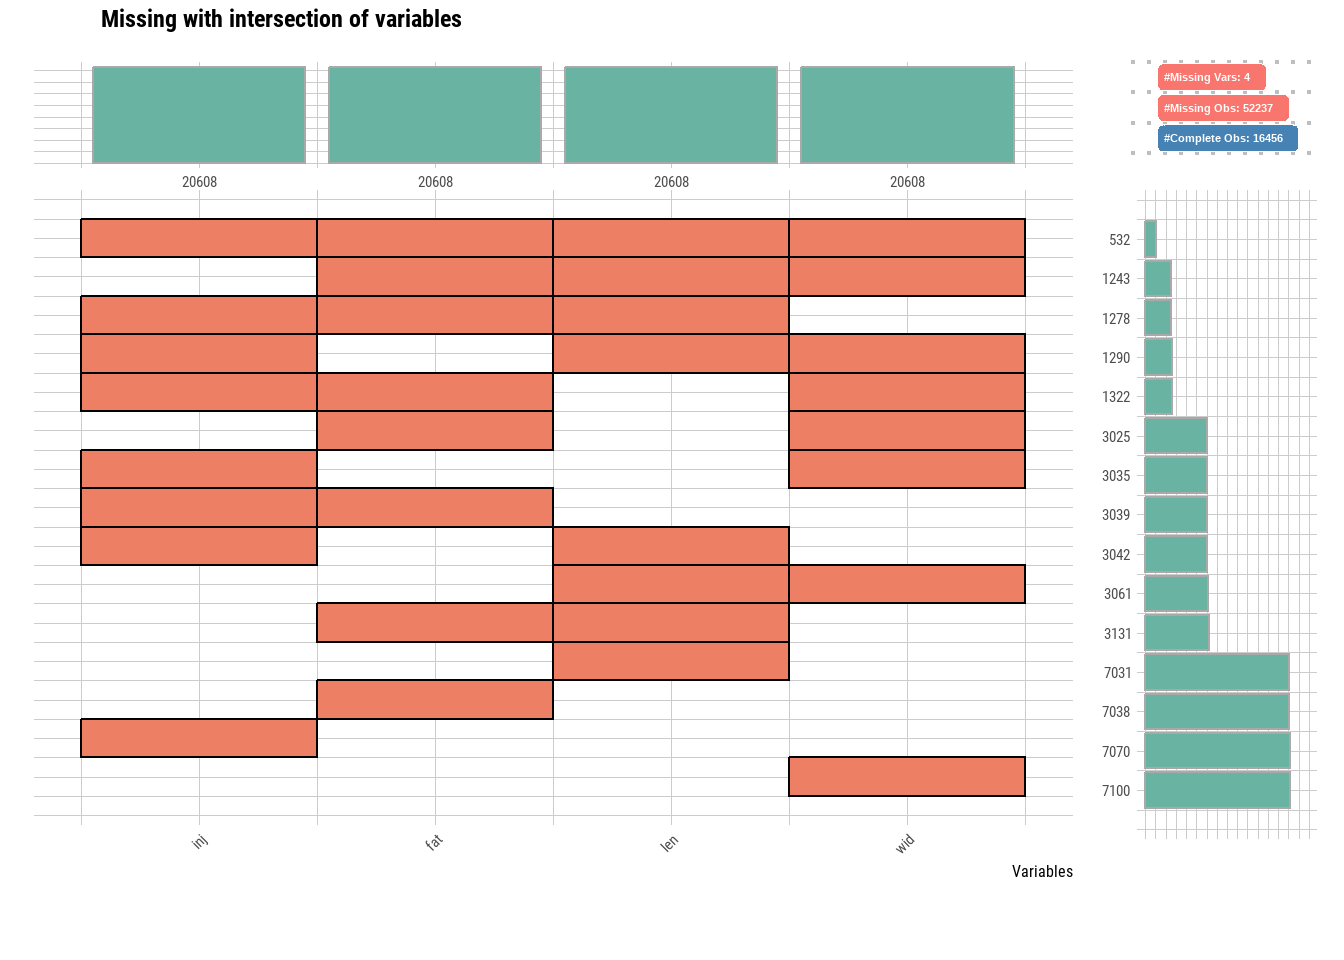 Missing with intersection of variables
#Missing Vars: 4
#Missing Obs: 52237
#Complete Obs: 16456
20608 20608 20608 20608
532
1243
1278
1290
1322
3025
3035
3039
3042
3061
3131
7031
7038
7070
7100
inj fat len wid
Variables